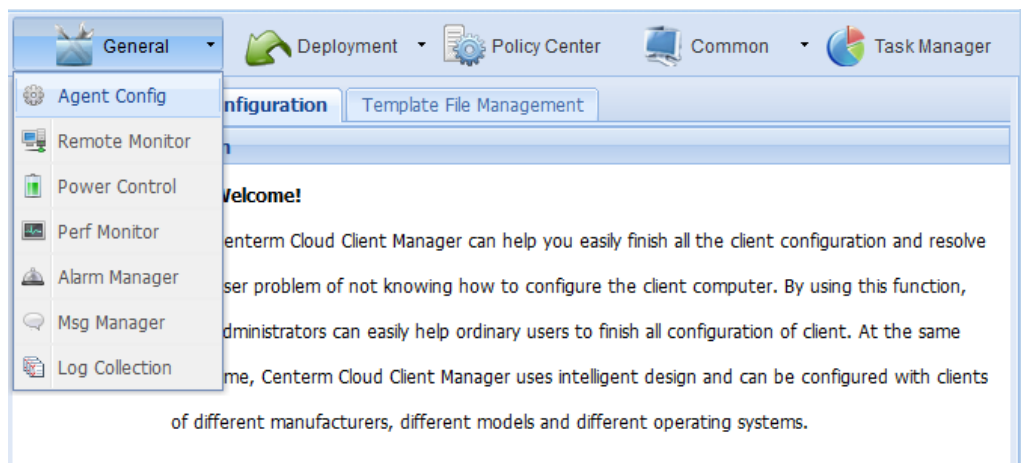 General Deployment Policy Center Common Task Manager
Agent Config
nfiguration Template File Management
Remote Monitor
Power Control
Velcome!
Perf Monitor
enterm Cloud Client Manager can help you easily finish all the client configuration and resolve
Alarm Manager
ser problem of not knowing how to configure the client computer. By using this function,
Msg Manager
dministrators can easily help ordinary users to finish all configuration of client. At the same
Log Collection
me, Centerm Cloud Client Manager uses intelligent design and can be configured with clients
of different manufacturers, different models and different operating systems.